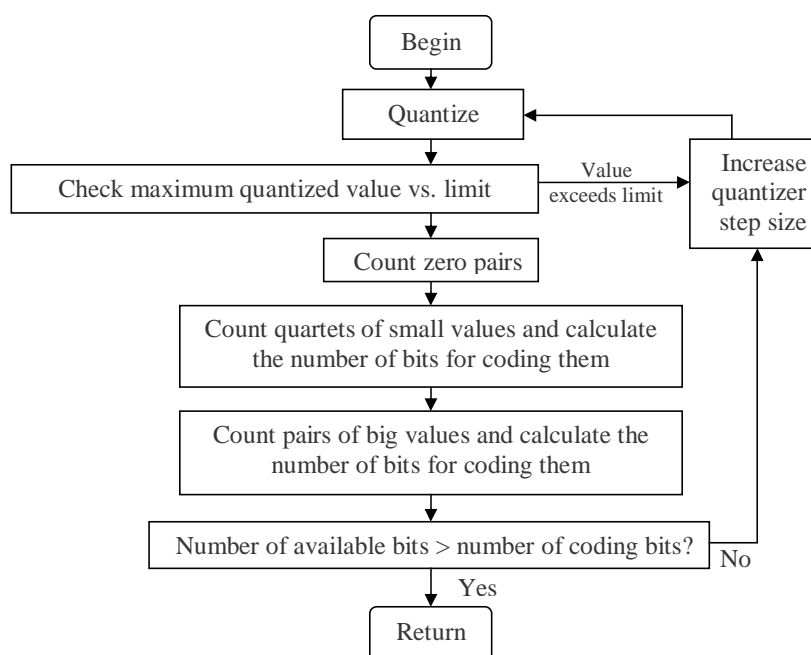 Begin
Quantize
Check maximum quantized value vs. limit
Value
exceeds limit
Increase
quantizer
step size
Count zero pairs
Count quartets of small values and calculate
the number of bits for coding them
Count pairs of big values and calculate the
number of bits for coding them
Number of available bits > number of coding bits?
No
Yes
Return